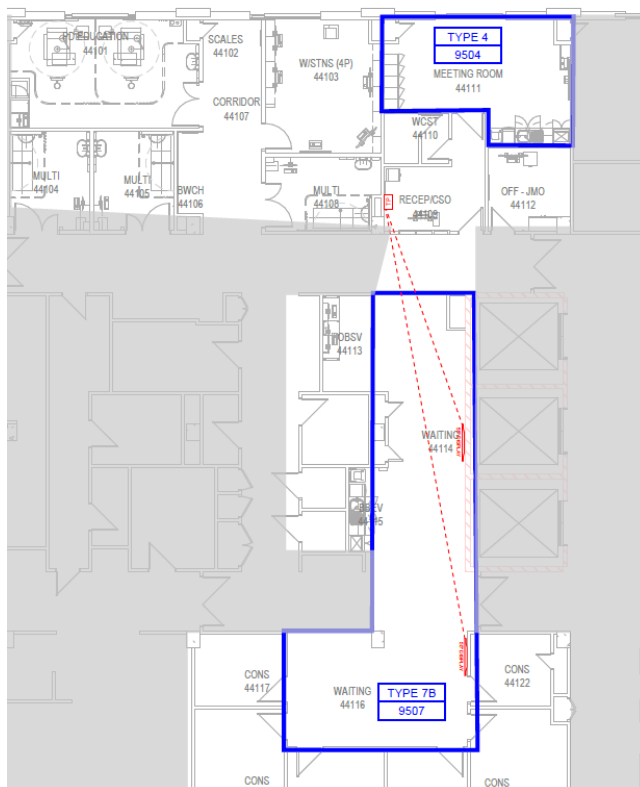 PC/EDUCATION
44101
SCALES
44102
W/STNS (4P)
44103
TYPE 4
9504
MEETING ROOM
44111
CORRIDOR
44107
WCST
44110
MULTI
44104
MULTI
44105
BWCH
44106
MULTI
44108
RECEP/CSO
44109
OFF - JMO
44112
OBSV
44113
WAITING
44114
CONS
44117
WAITING
44116
TYPE 7B
9507
CONS
44122
CONS
CONS